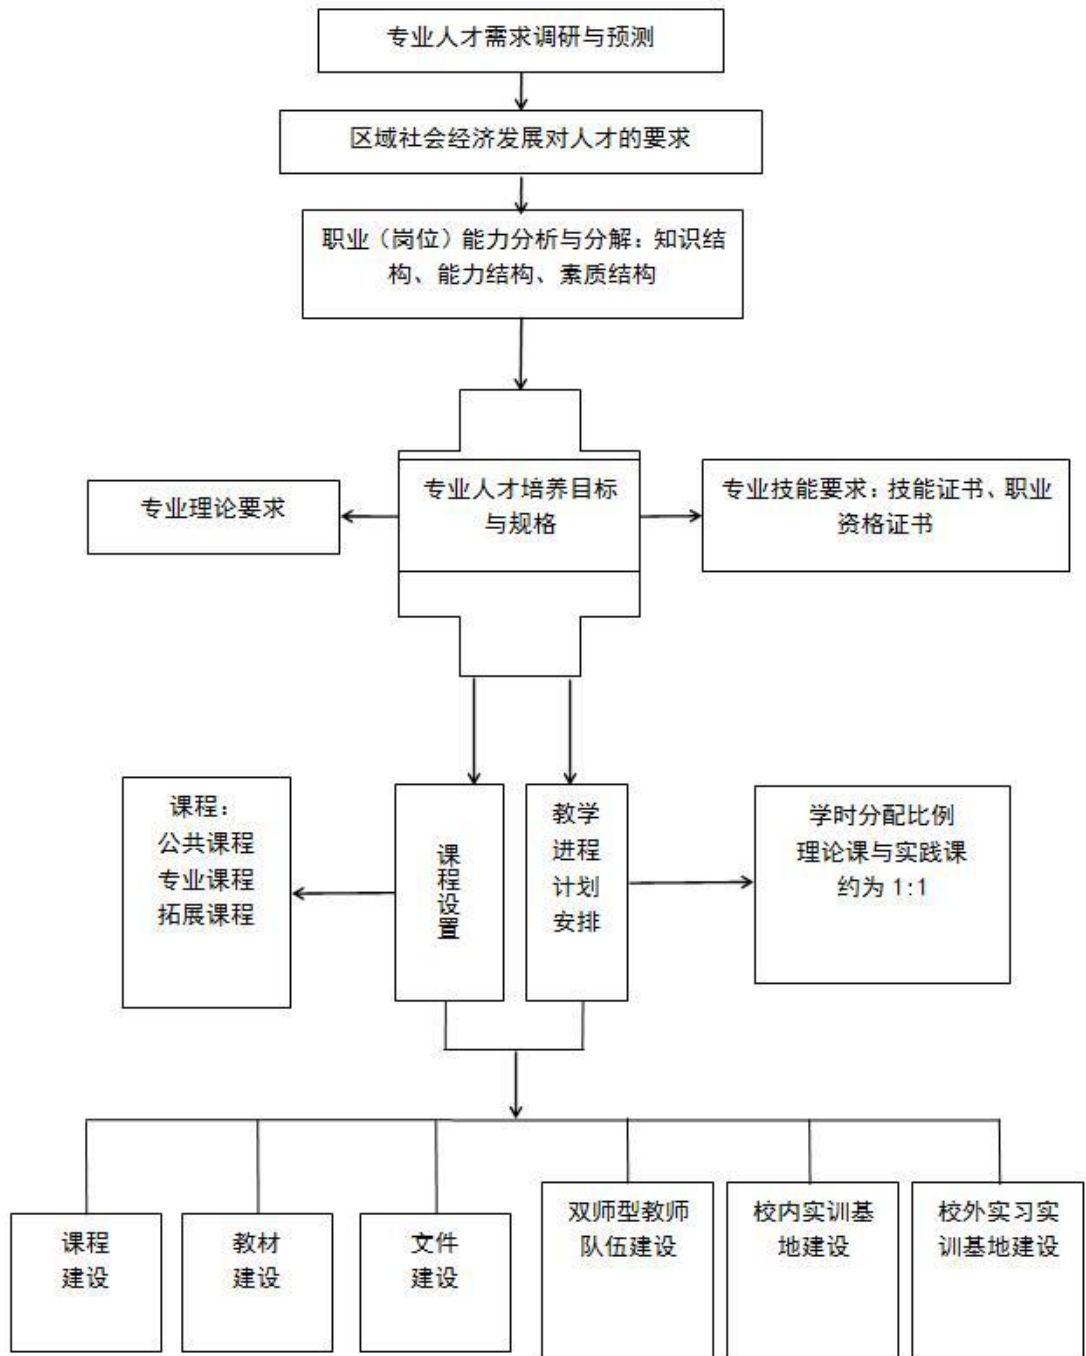 专业人才需求调研与预测
区域社会经济发展对人才的要求
职业（岗位）能力分析与分解：知识结
构、能力结构、素质结构
专业理论要求
专业人才培养目标
与规格
专业技能要求：技能证书、职业
资格证书
课程：
公共课程
专业课程
拓展课程
课程设置
教学
进程
计划
安排
学时分配比例
理论课与实践课
约为 1:1
课程
建设
教材
建设
文件
建设
双师型教师
队伍建设
校内实训基
地建设
校外实习实
训基地建设